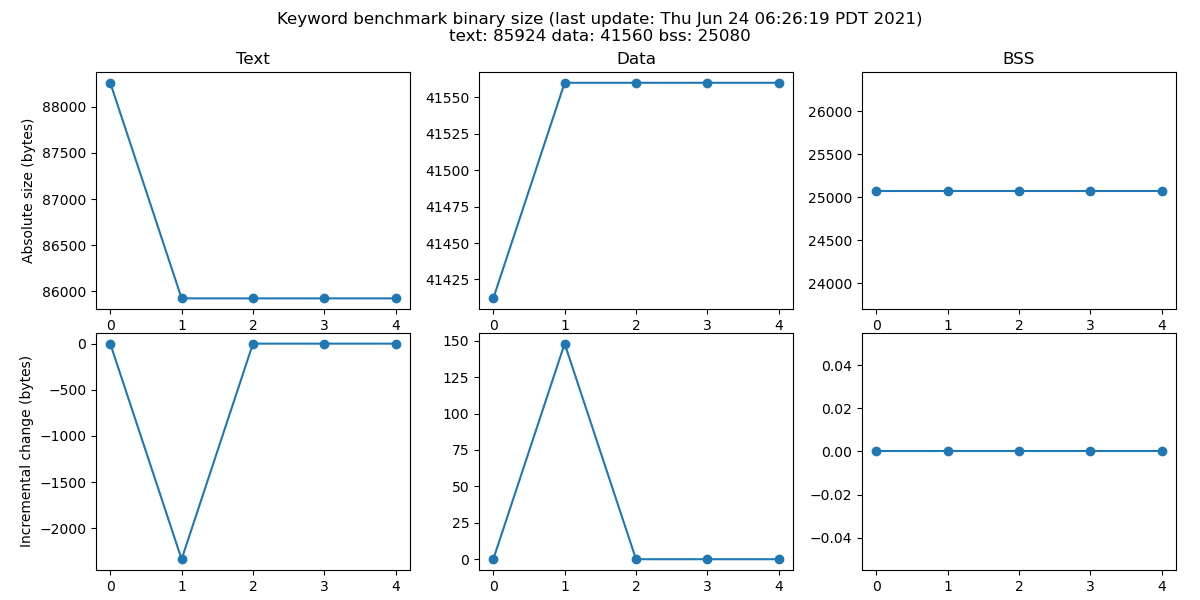 Keyword benchmark binary size (last update: Thu Jun 24 06:26:19 PDT 2021)
text: 85924 data: 41560 bss: 25080
Text
Data
BSS
Absolute size (bytes)
88000
87500
87000
86500
86000
0 1 2 3 4
41550
41525
41500
41475
41450
41425
0 1 2 3 4
26000
25500
25000
24500
24000
0 1 2 3 4
Incremental change (bytes)
0
−500
−1000
−1500
−2000
0 1 2 3 4
150
125
100
75
50
25
0
0 1 2 3 4
0.04
0.02
0.00
−0.02
−0.04
0 1 2 3 4